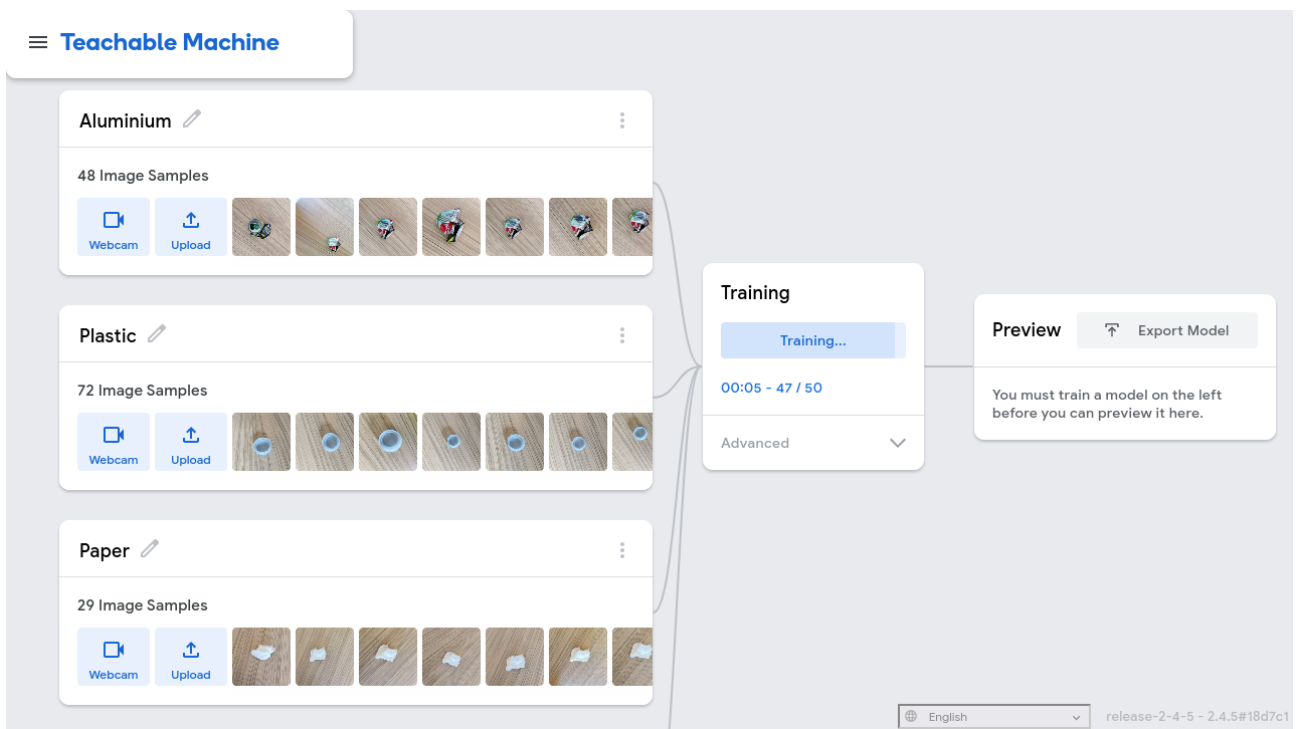 Teachable Machine
Aluminium
48 Image Samples
Webcam
Upload
Plastic
72 Image Samples
Webcam
Upload
Paper
29 Image Samples
Webcam
Upload
Training
Training...
00:05 - 47 / 50
Advanced
Preview
Export Model
You must train a model on the left
before you can preview it here.
English
release-2-4-5 - 2.4.5#18d7c1